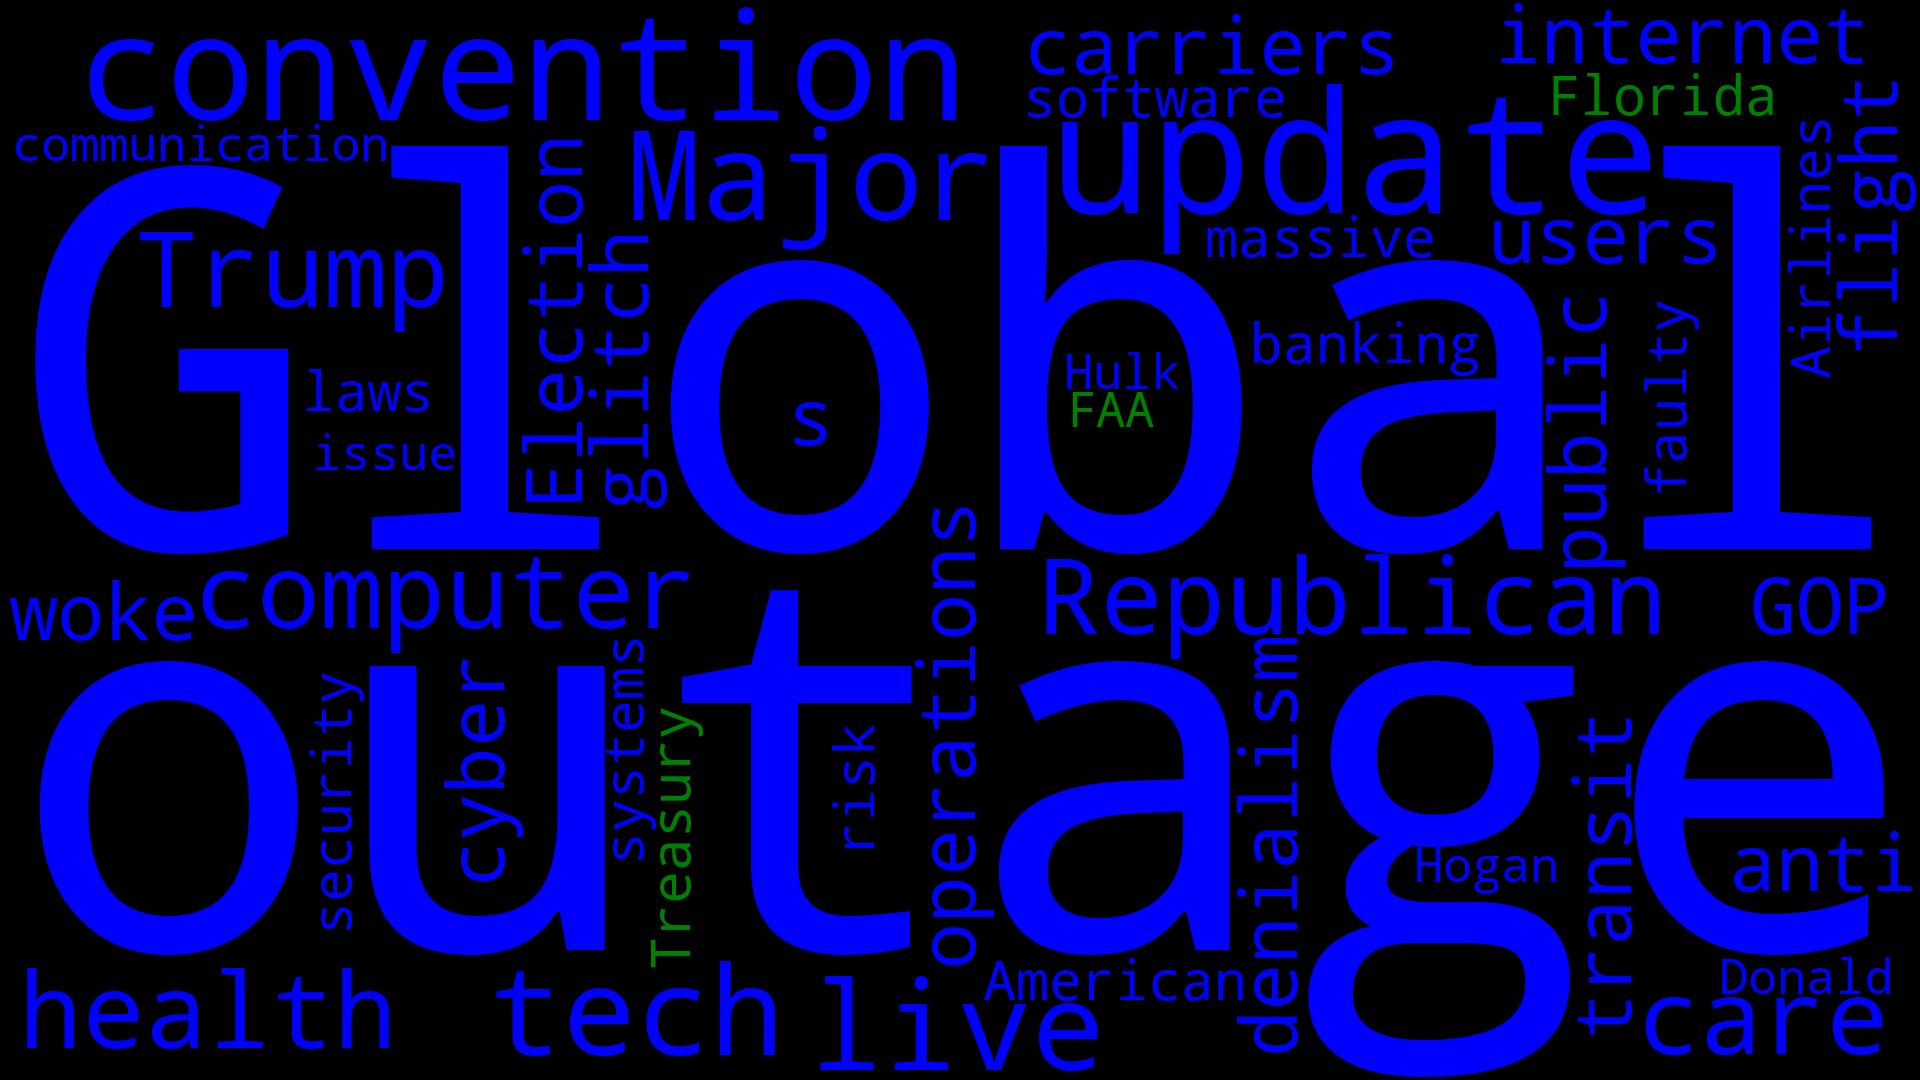 convention
carriers
internet
software
Florida
communication
Major
update
flight
Global
Election
Airlines
Trump
glitch
massive
users
public
faulty
banking
Hulk
laws
s
FAA
issue
operations
computer
Republican
GOP
woke
outage
denialism
cyber
systems
security
Treasury
risk
transit
anti
Hogan
American
Donald
health
tech
live
care